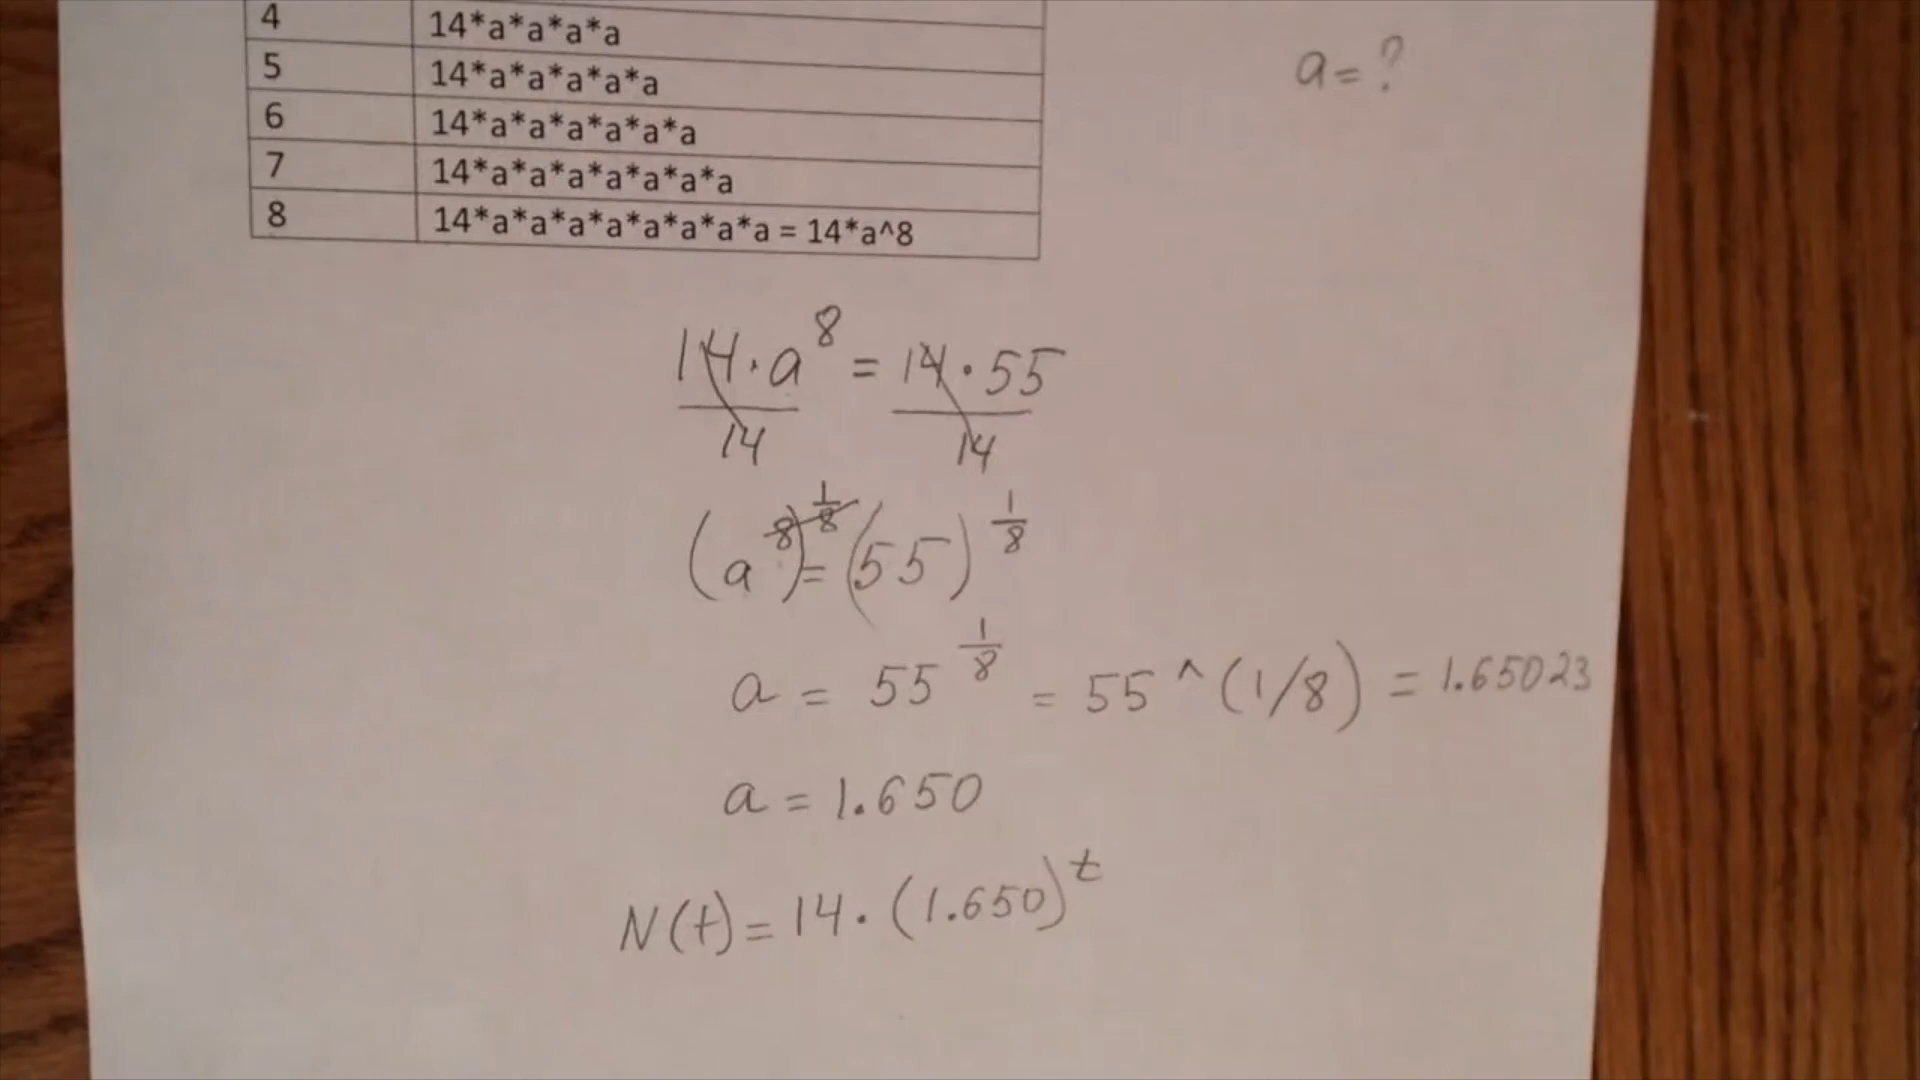 4 14*a*a*a*a
a = ?
5 14*a*a*a*a*a
6 14*a*a*a*a*a*a
7 14*a*a*a*a*a*a*a
8 14*a*a*a*a*a*a*a*a = 14*a^8
14 · a^8 = 14 · 55
14 14
(a^8)^1/8 = (55)^1/8
a = 55^1/8 = 55 ^ (1/8) = 1.65023
a = 1.650
N(t) = 14 · (1.650)^t